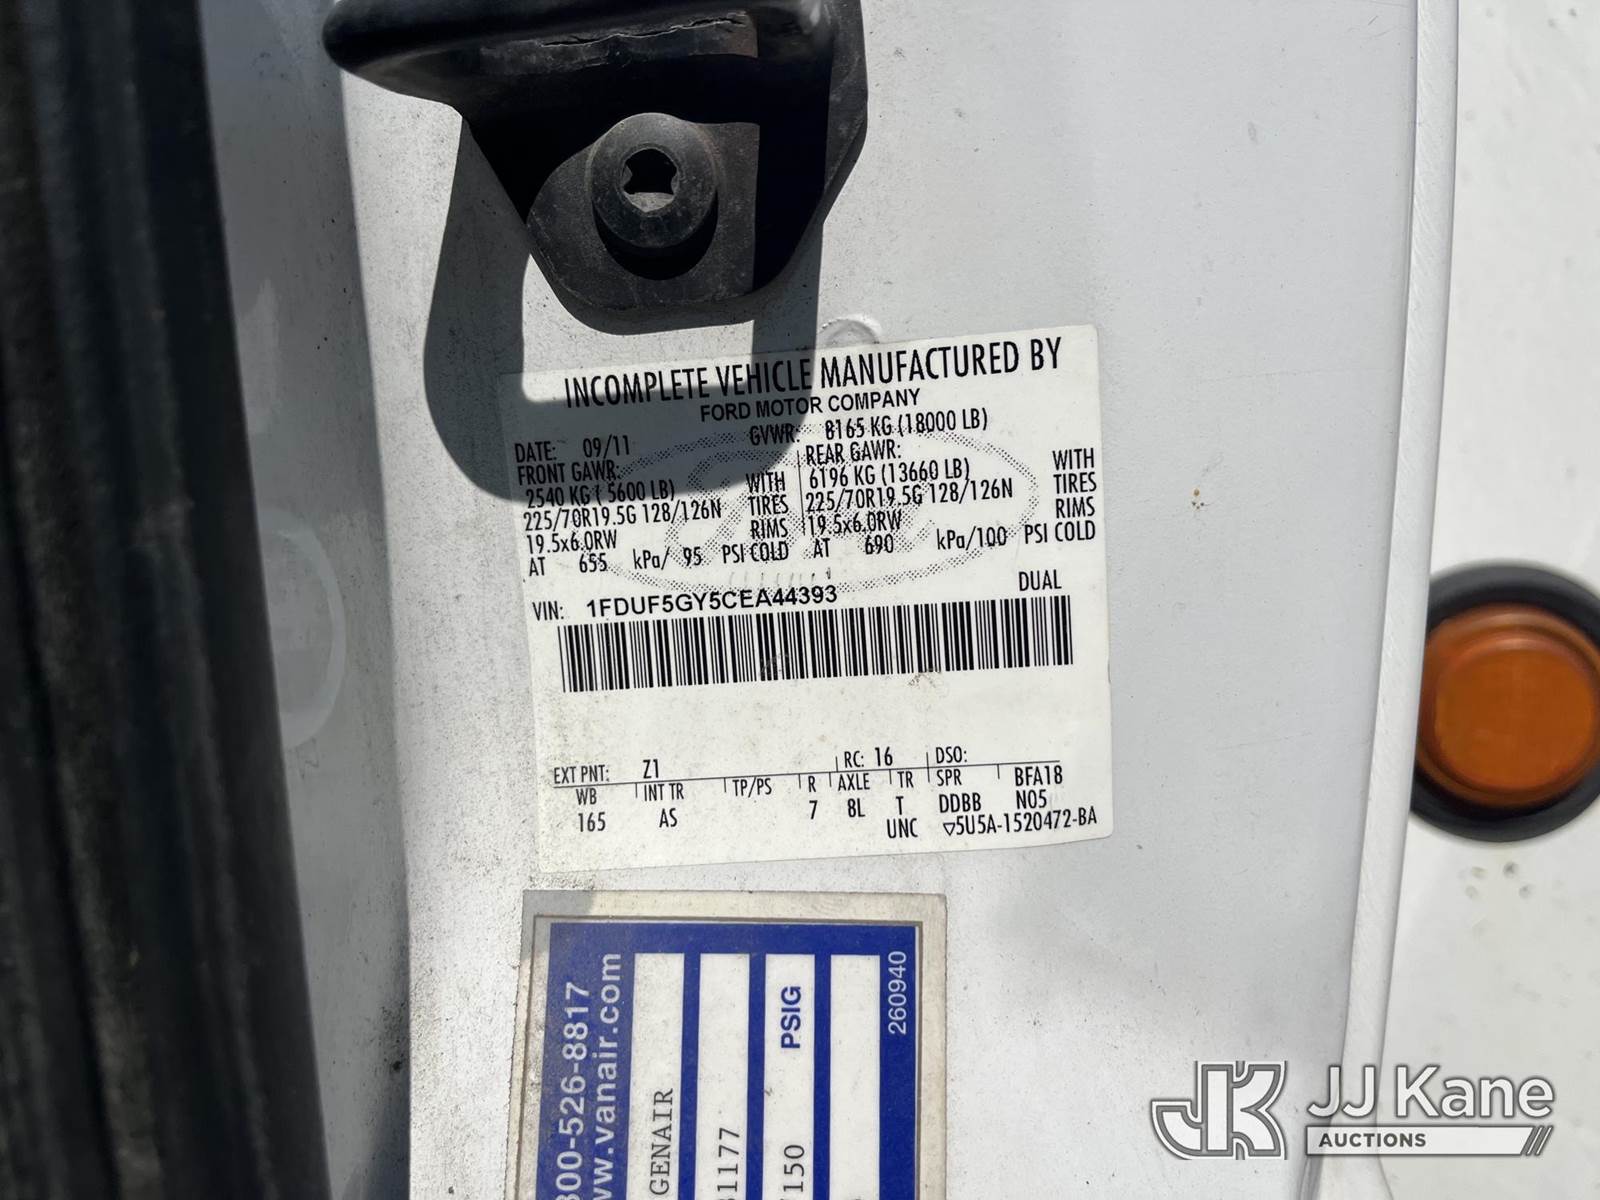 INCOMPLETE VEHICLE MANUFACTURED BY
FORD MOTOR COMPANY
DATE: 09/11 GVWR: 8165 KG (18000 LB)
FRONT GAWR: REAR GAWR:
2540 KG ( 5600 LB) WITH 6196 KG (13660 LB) WITH
225/70R19.5G 128/126N TIRES 225/70R19.5G 128/126N TIRES
19.5x6.0RW RIMS 19.5x6.0RW RIMS
AT 655 kPa/ 95 PSI COLD AT 690 kPa/100 PSI COLD
DUAL
VIN: 1FDUF5GY5CEA44393
EXT PNT: Z1 RC: 16 DSO:
WB INT TR TP/PS R AXLE TR SPR BFA18
165 AS 7 8L T DDBB N05
UNC ▽5U5A-1520472-BA
800-526-8817
www.vanair.com
GENAIR
1177
150
PSIG
260940
JK JJ Kane
AUCTIONS